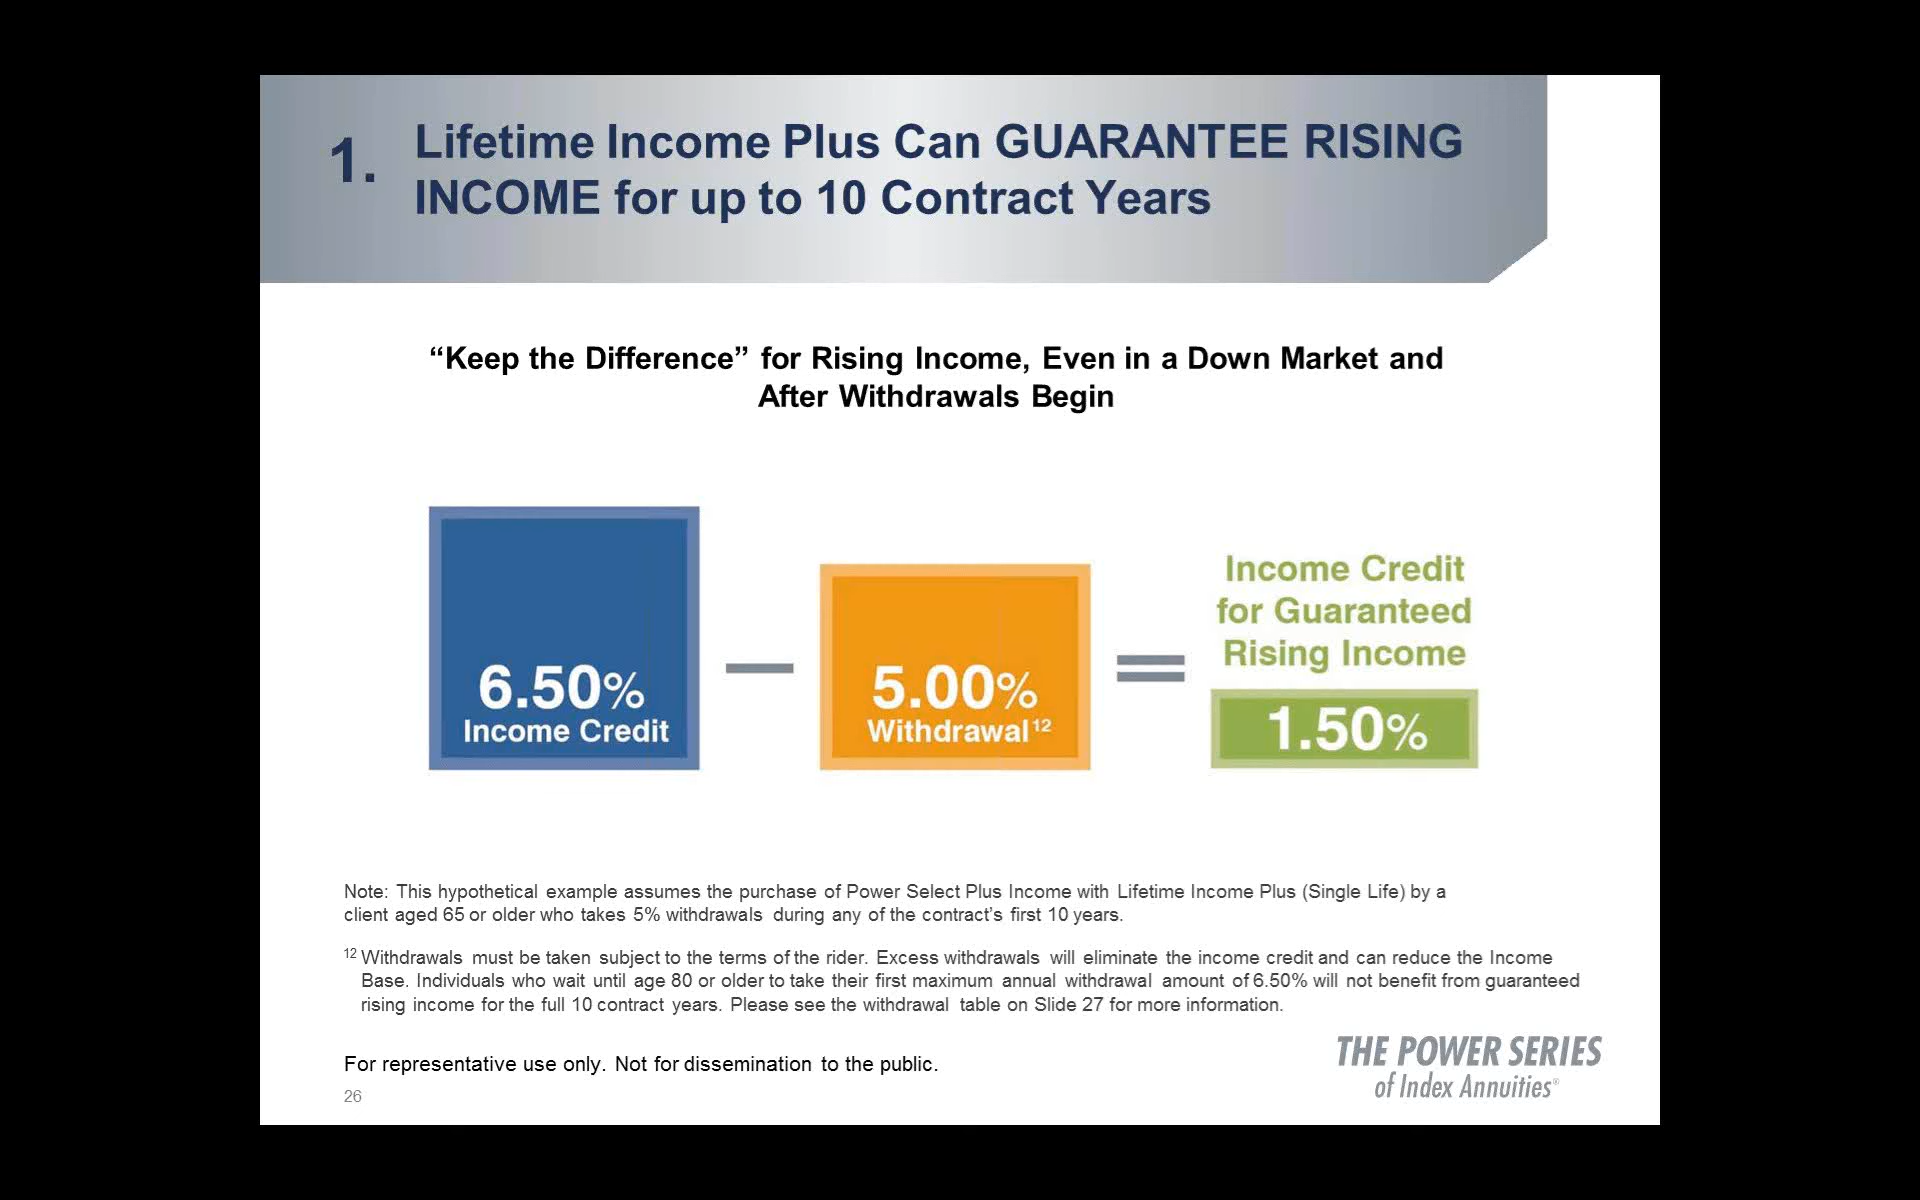 1.
Lifetime Income Plus Can GUARANTEE RISING
INCOME for up to 10 Contract Years
“Keep the Difference” for Rising Income, Even in a Down Market and
After Withdrawals Begin
6.50%
Income Credit
5.00%
Withdrawal12
Income Credit
for Guaranteed
Rising Income
1.50%
Note: This hypothetical example assumes the purchase of Power Select Plus Income with Lifetime Income Plus (Single Life) by a
client aged 65 or older who takes 5% withdrawals during any of the contract’s first 10 years.
12 Withdrawals must be taken subject to the terms of the rider. Excess withdrawals will eliminate the income credit and can reduce the Income
Base. Individuals who wait until age 80 or older to take their first maximum annual withdrawal amount of 6.50% will not benefit from guaranteed
rising income for the full 10 contract years. Please see the withdrawal table on Slide 27 for more information.
For representative use only. Not for dissemination to the public.
26
THE POWER SERIES
of Index Annuities®